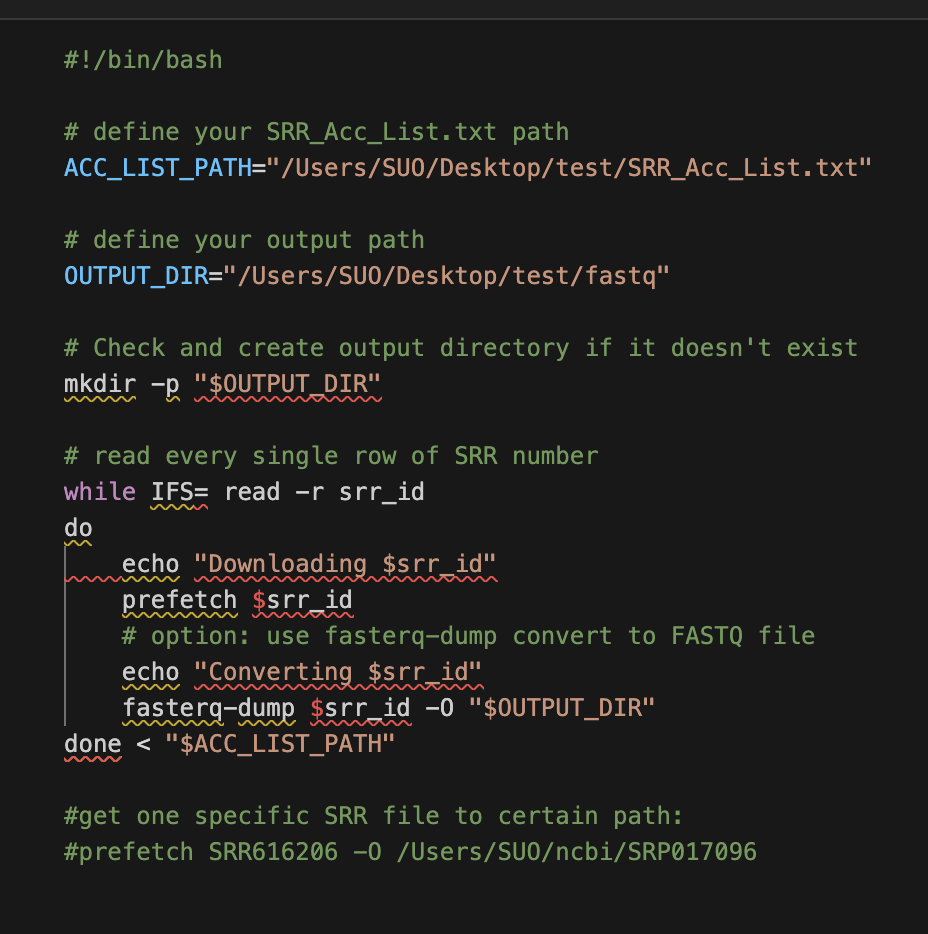 #!/bin/bash
# define your SRR_Acc_List.txt path
ACC_LIST_PATH="/Users/SUO/Desktop/test/SRR_Acc_List.txt"
# define your output path
OUTPUT_DIR="/Users/SUO/Desktop/test/fastq"
# Check and create output directory if it doesn't exist
mkdir -p "$OUTPUT_DIR"
# read every single row of SRR number
while IFS= read -r srr_id
do
    echo "Downloading $srr_id"
    prefetch $srr_id
    # option: use fasterq-dump convert to FASTQ file
    echo "Converting $srr_id"
    fasterq-dump $srr_id -O "$OUTPUT_DIR"
done < "$ACC_LIST_PATH"
#get one specific SRR file to certain path:
#prefetch SRR616206 -O /Users/SUO/ncbi/SRP017096